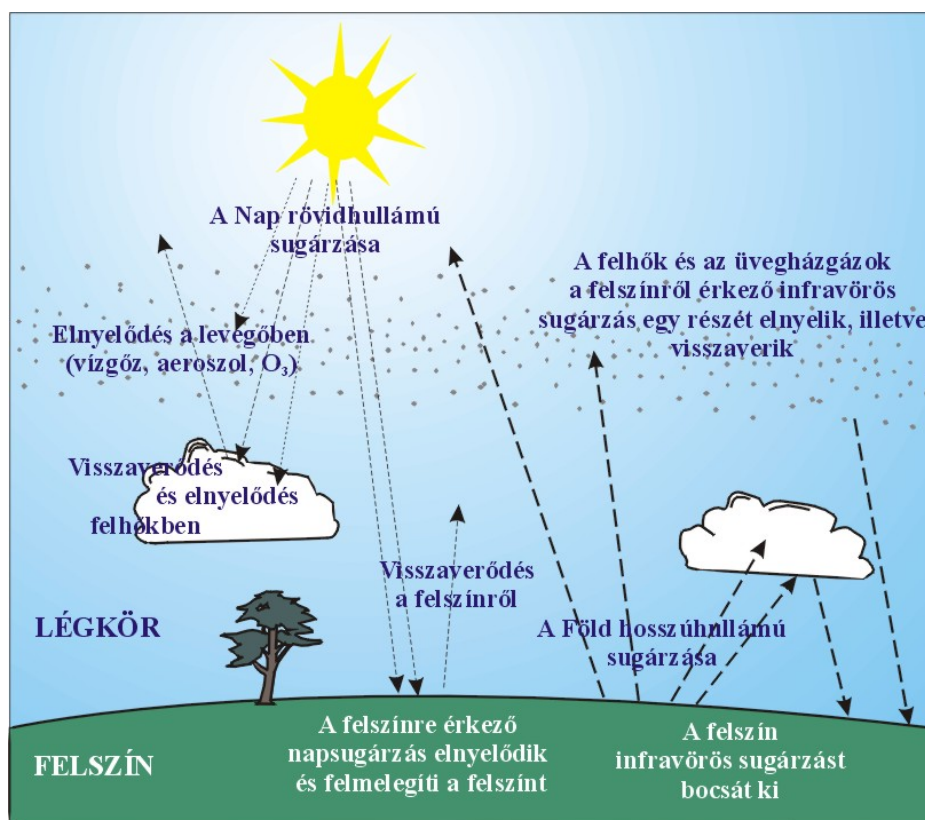 A Nap rövidhullámú
sugárzása
A felhők és az üvegházgázok
a felszínről érkező infravörös
sugárzás egy részét elnyelik, illetve
visszaverik
Elnyelődés a levegőben
(vízgőz, aeroszol, O₃)
Visszaverődés
és elnyelődés
felhőkben
Visszaverődés
a felszínről
LÉGKÖR
A Föld hosszúhullámú
sugárzása
FELSZÍN
A felszínre érkező
napsugárzás elnyelődik
és felmelegíti a felszínt
A felszín
infravörös sugárzást
bocsát ki